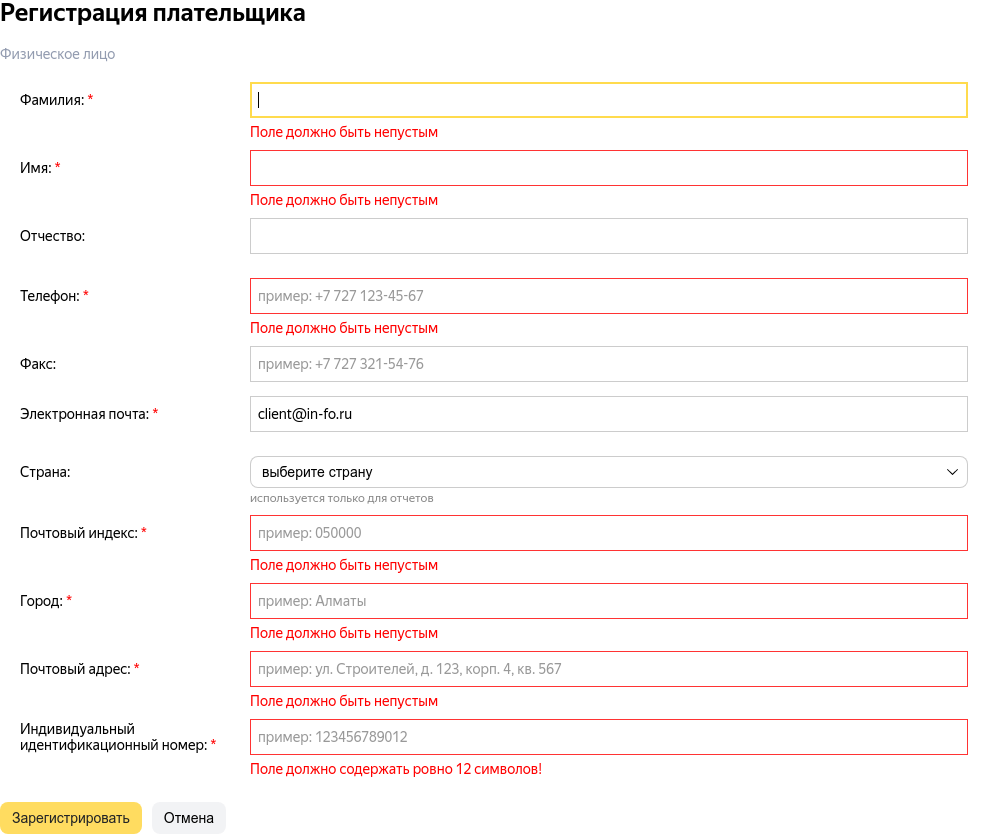 Регистрация плательщика
Физическое лицо
Фамилия: *
Поле должно быть непустым
Имя: *
Поле должно быть непустым
Отчество:
Телефон: *
пример: +7 727 123-45-67
Поле должно быть непустым
Факс:
пример: +7 727 321-54-76
Электронная почта: *
client@in-fo.ru
Страна:
выберите страну
используется только для отчетов
Почтовый индекс: *
пример: 050000
Поле должно быть непустым
Город: *
пример: Алматы
Поле должно быть непустым
Почтовый адрес: *
пример: ул. Строителей, д. 123, корп. 4, кв. 567
Поле должно быть непустым
Индивидуальный
идентификационный номер: *
пример: 123456789012
Поле должно содержать ровно 12 символов!
Зарегистрировать
Отмена